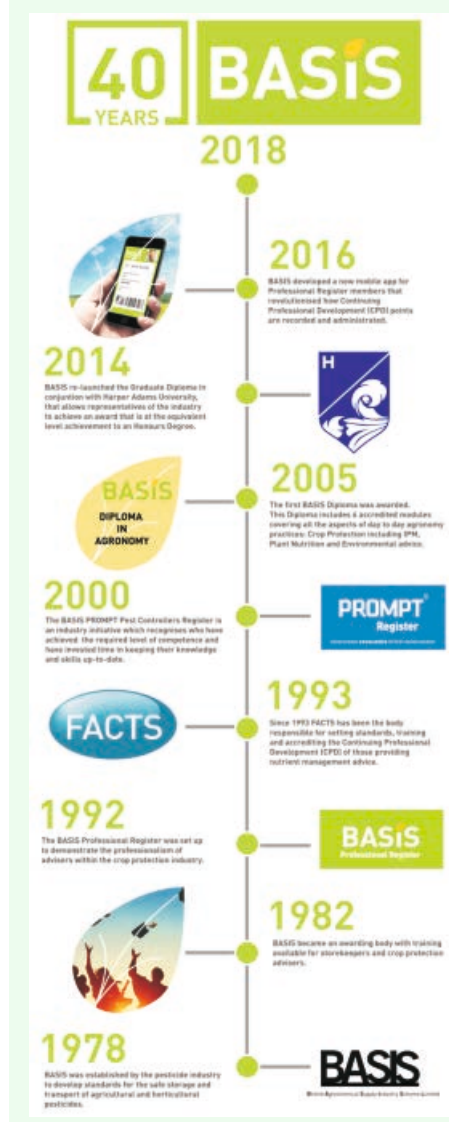 40
YEARS
BASiS
2018
2016
BASIS developed a new mobile app for
Professional Register members that
revolutionised how Continuing
Professional Development (CPD) points
are recorded and administrated.
2014
BASIS re-launched the Graduate Diploma in
conjuntion with Harper Adams University,
that allows representatives of the industry
to achieve an award that is at the equivalent
level achievement to an Honours Degree.
H
BASiS
DIPLOMA
IN
AGRONOMY
2005
The first BASIS Diploma was awarded.
This Diploma includes 6 accredited modules
covering all the aspects of day to day agronomy
practices: Crop Protection including IPM,
Plant Nutrition and Environmental advice.
2000
The BASIS PROMPT Pest Controllers Register is
an industry initiative which recognises who have
achieved the required level of competence and
have invested time in keeping their knowledge
and skills up-to-date.
PROMPT
Register
FACTS
1993
Since 1993 FACTS has been the body
responsible for setting standards, training
and accrediting the Continuing Professional
Development (CPD) of those providing
nutrient management advice.
1992
The BASIS Professional Register was set up
to demonstrate the professionalism of
advisers within the crop protection industry.
BASiS
Professional Register
1982
BASIS became an awarding body with training
available for storekeepers and crop protection
advisers.
1978
BASIS was established by the pesticide industry
to develop standards for the safe storage and
transport of agricultural and horticultural
pesticides.
BASIS
British Agrochemical Supply Industry Scheme Limited